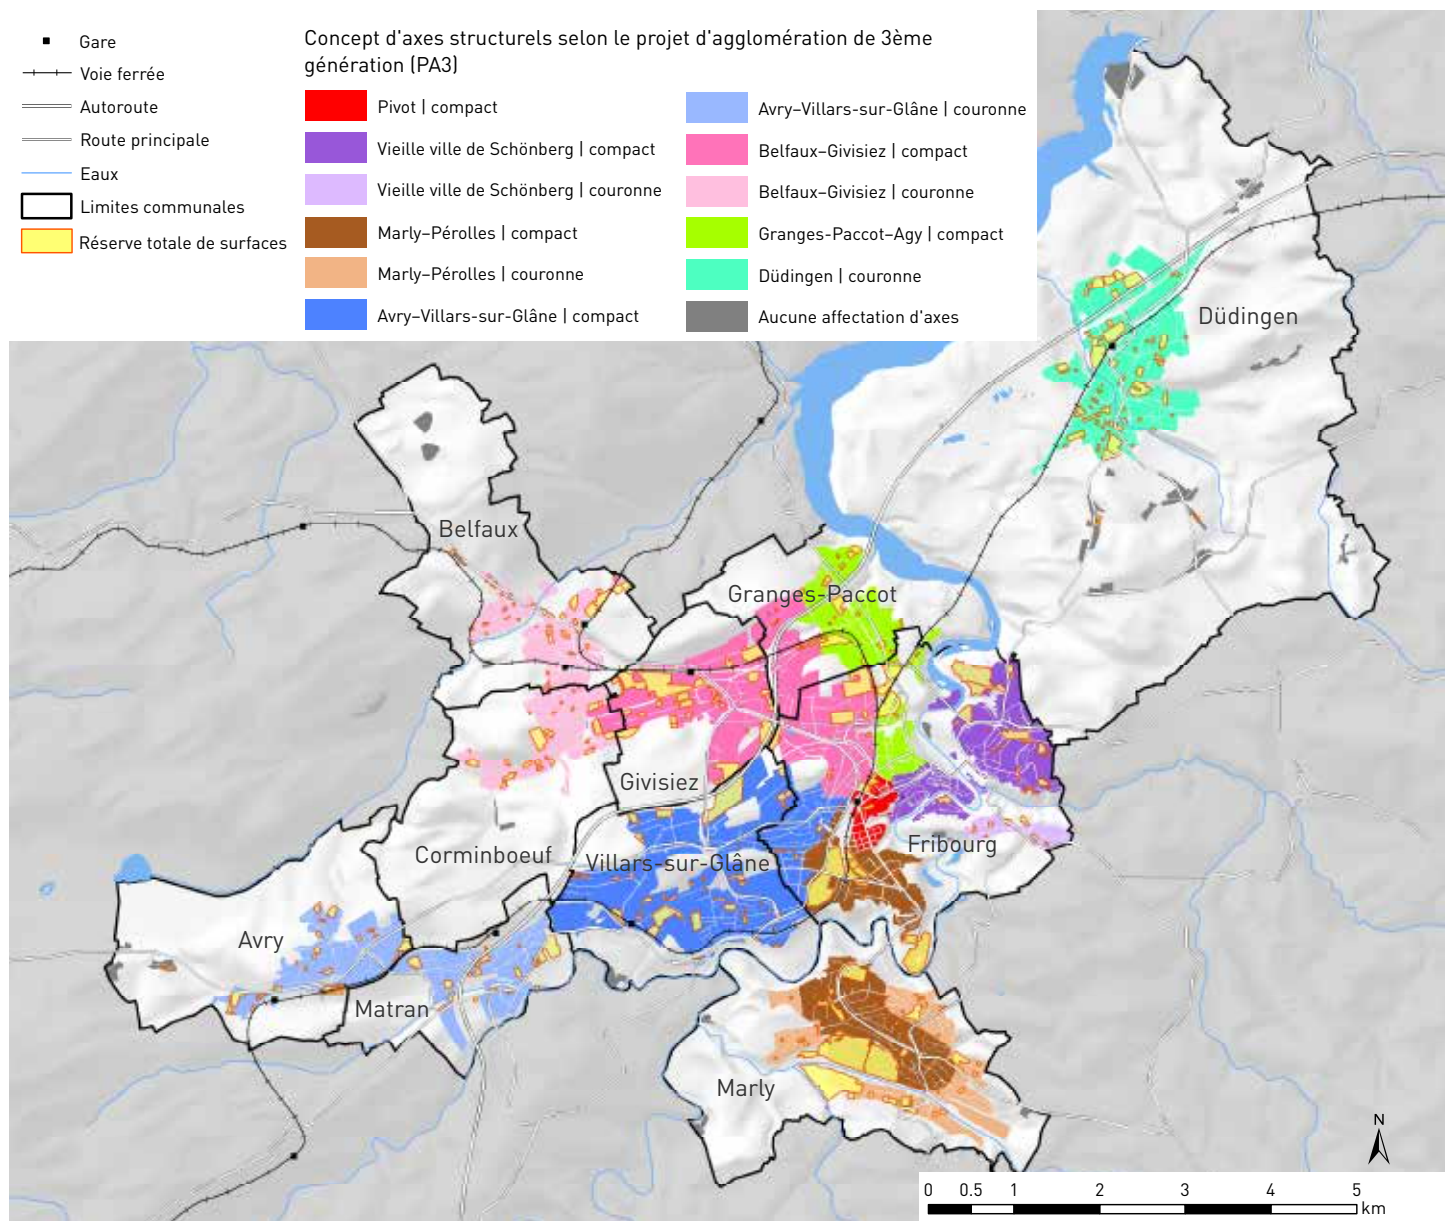 Gare
Voie ferrée
Autoroute
Route principale
Eaux
Limites communales
Réserve totale de surfaces
Concept d'axes structurels selon le projet d'agglomération de 3ème
génération (PA3)
Pivot | compact
Vieille ville de Schönberg | compact
Vieille ville de Schönberg | couronne
Marly–Pérolles | compact
Marly–Pérolles | couronne
Avry–Villars-sur-Glâne | compact
Avry–Villars-sur-Glâne | couronne
Belfaux–Givisiez | compact
Belfaux–Givisiez | couronne
Granges-Paccot–Agy | compact
Düdingen | couronne
Aucune affectation d'axes
Düdingen
Belfaux
Granges-Paccot
Givisiez
Fribourg
Corminboeuf
Villars-sur-Glâne
Avry
Matran
Marly
N
0 0.5 1 2 3 4 5
km